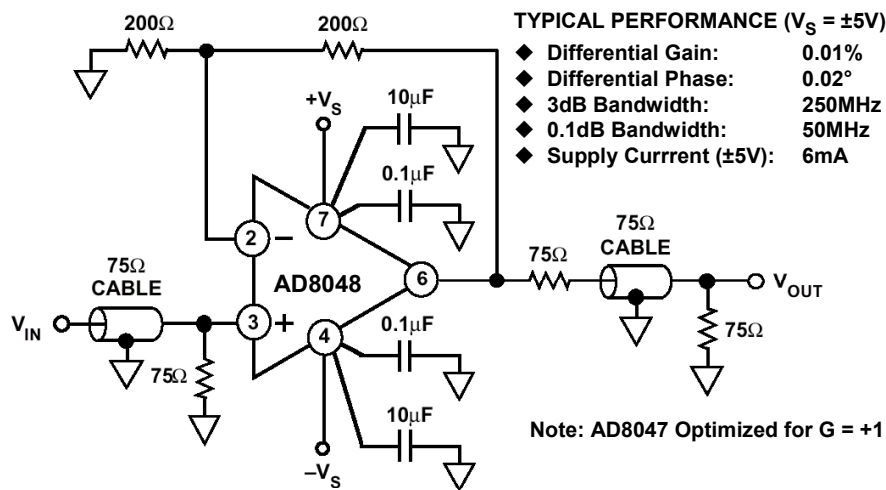 200Ω
200Ω
TYPICAL PERFORMANCE (VS = ±5V)
◆ Differential Gain: 0.01%
◆ Differential Phase: 0.02°
◆ 3dB Bandwidth: 250MHz
◆ 0.1dB Bandwidth: 50MHz
◆ Supply Currrent (±5V): 6mA
+VS
10μF
0.1μF
7
2
−
75Ω
CABLE
AD8048
6
75Ω
75Ω
CABLE
VOUT
VIN
3
+
4
0.1μF
75Ω
75Ω
10μF
–VS
Note: AD8047 Optimized for G = +1